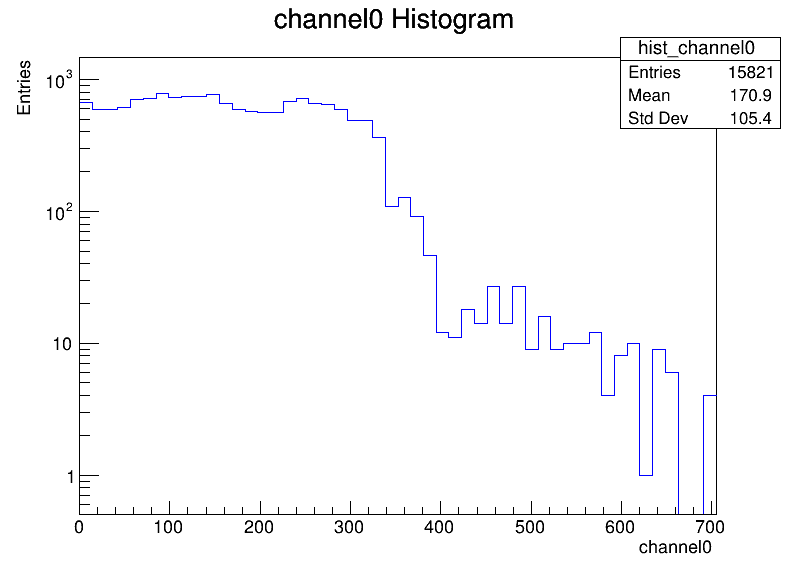 channel0 Histogram
hist_channel0
Entries 15821
Mean 170.9
Std Dev 105.4
Entries
10³
10²
10
1
0 100 200 300 400 500 600 700
channel0